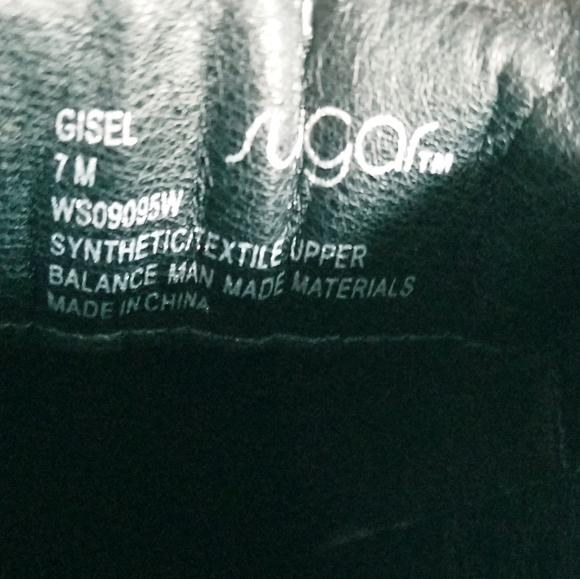 GISEL
sugar™
7 M
WS09095W
SYNTHETIC/TEXTILE UPPER
BALANCE MAN MADE MATERIALS
MADE IN CHINA